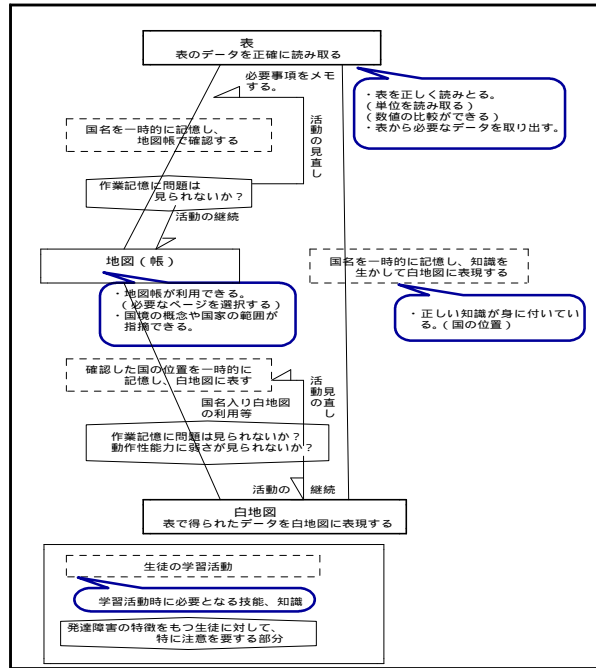 表
表のデータを正確に読み取る
必要事項をメモ
する。
・表を正しく読みとる。
(単位を読み取る)
(数値の比較ができる)
・表から必要なデータを取り出す。
国名を一時的に記憶し、
地図帳で確認する
活動の見直し
作業記憶に問題は
見られないか？
活動の継続
地図（帳）
国名を一時的に記憶し、知識を
生かして白地図に表現する
・地図帳が利用できる。
(必要なページを選択する)
・国境の概念や国家の範囲が
指摘できる。
・正しい知識が身に付いてい
る。(国の位置)
確認した国の位置を一時的に
記憶し、白地図に表す
活動の見直し
国名入り白地図
の利用等
作業記憶に問題は見られないか？
動作性能力に弱さが見られないか？
活動の 継続
白地図
表で得られたデータを白地図に表現する
生徒の学習活動
学習活動時に必要となる技能、知識
発達障害の特徴をもつ生徒に対して、
特に注意を要する部分